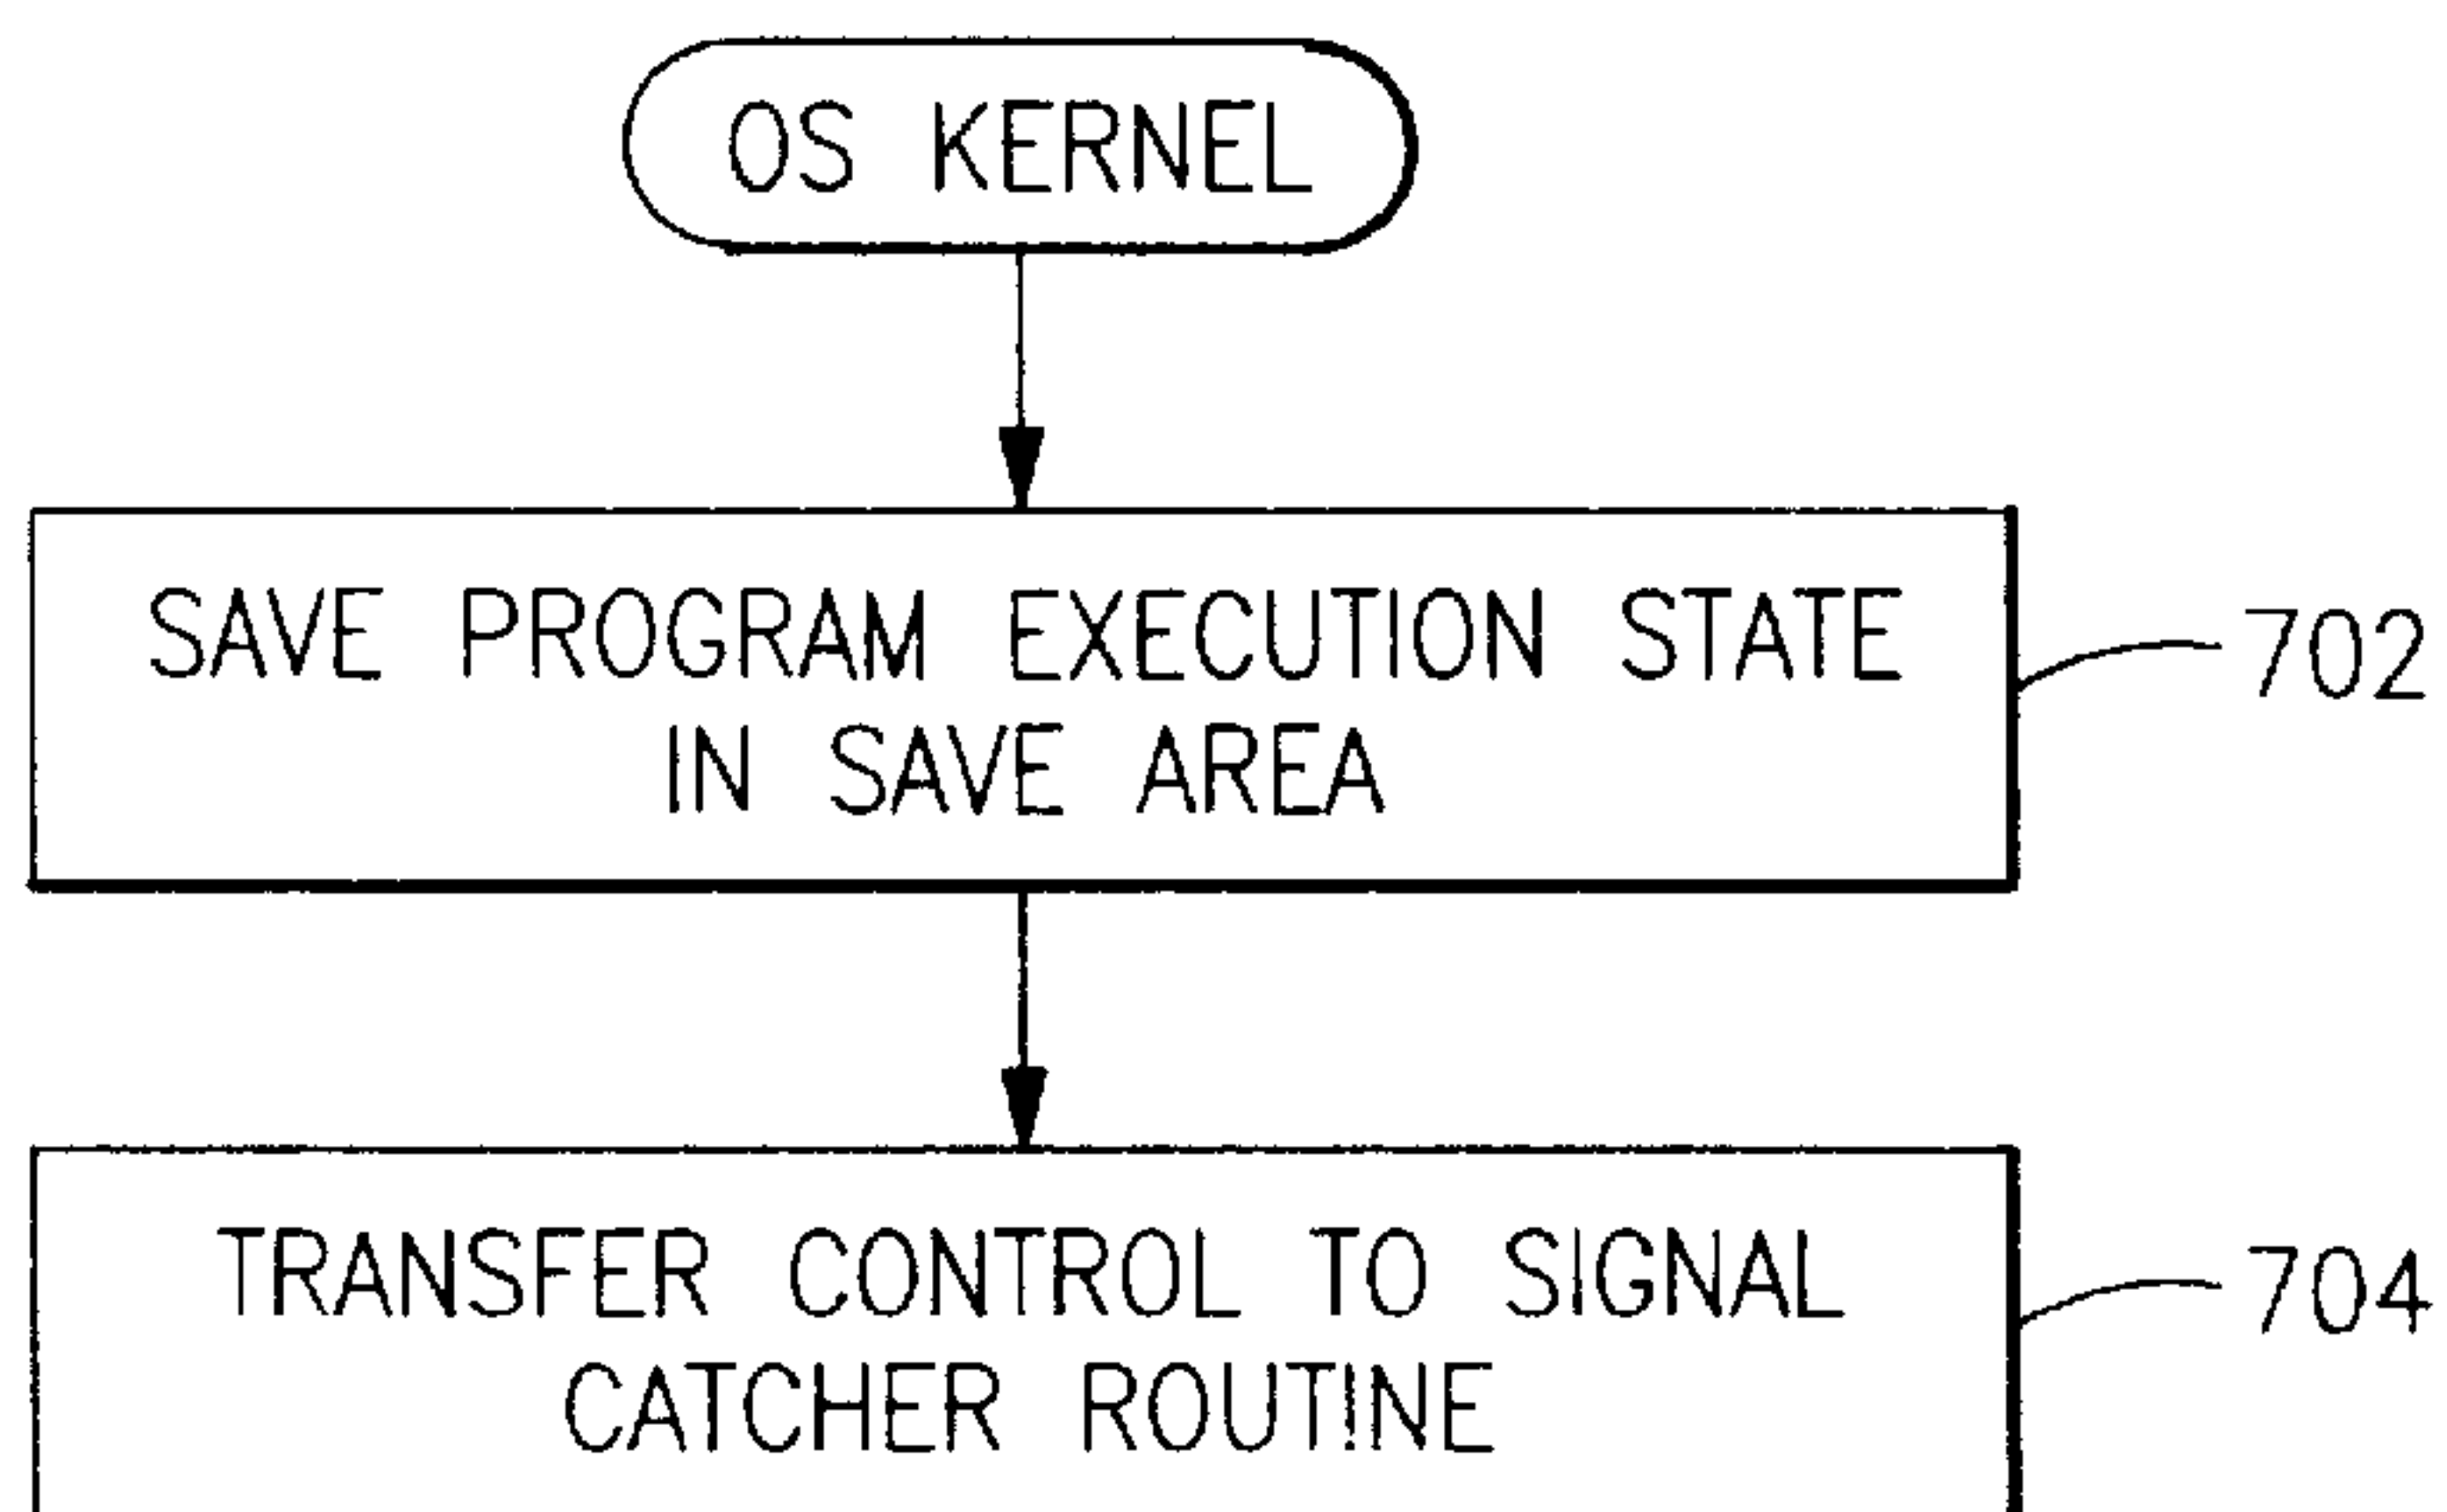 OS KERNEL
SAVE PROGRAM EXECUTION STATE
IN SAVE AREA
702
TRANSFER CONTROL TO SIGNAL
CATCHER ROUTINE
704